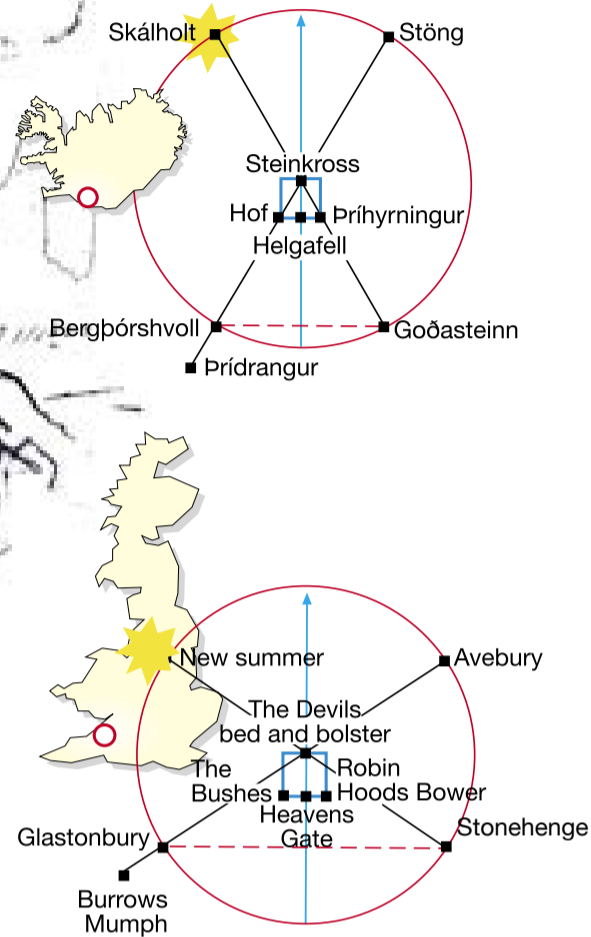 Skálholt
Stöng
Steinkross
Hof
Þríhyrningur
Helgafell
Bergþórshvoll
Goðasteinn
Þrídrangur
New summer
Avebury
The Devils
bed and bolster
The
Bushes
Robin
Hoods Bower
Heavens
Gate
Glastonbury
Stonehenge
Burrows
Mumph